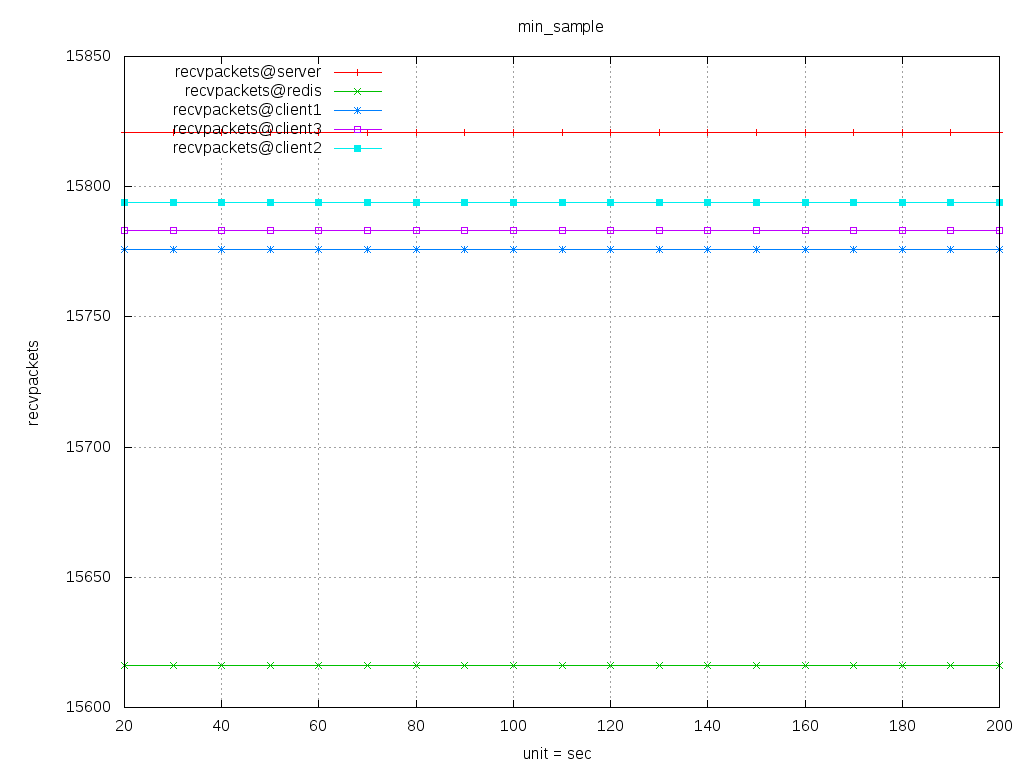 min_sample
15850
15800
15750
15700
15650
15600
recvpackets
recvpackets@server
recvpackets@redis
recvpackets@client1
recvpackets@client3
recvpackets@client2
20 40 60 80 100 120 140 160 180 200
unit = sec